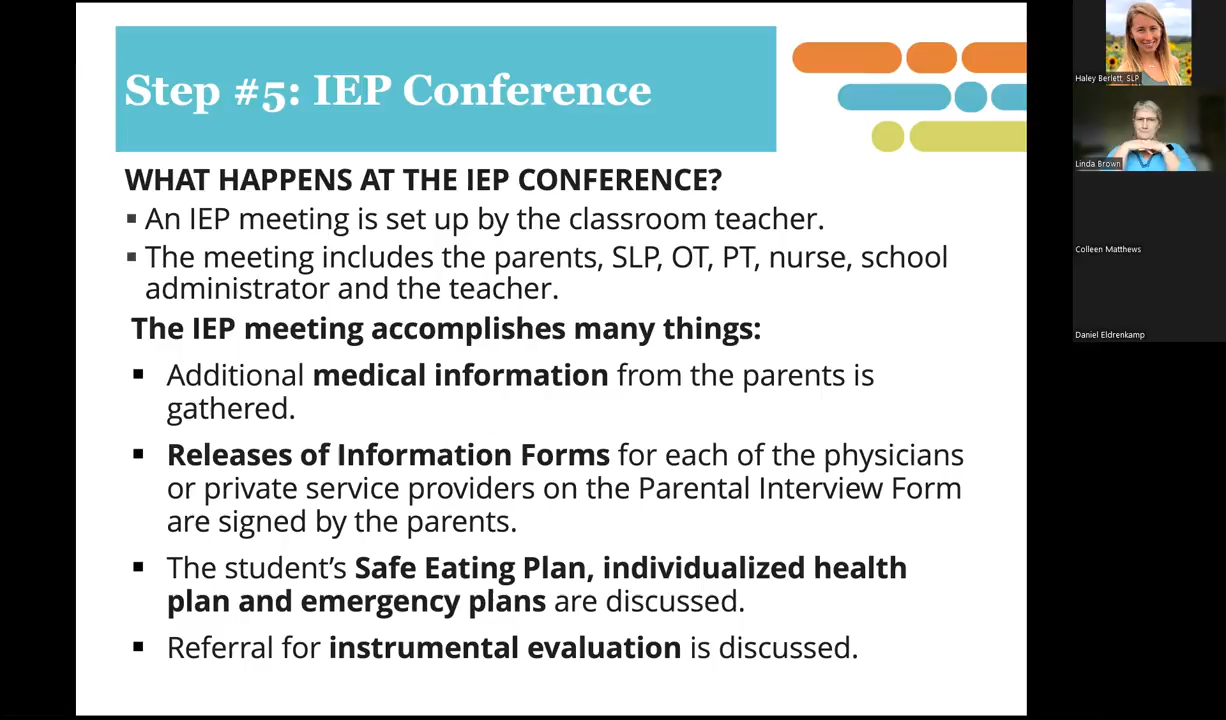 Step #5: IEP Conference
WHAT HAPPENS AT THE IEP CONFERENCE?
▪ An IEP meeting is set up by the classroom teacher.
▪ The meeting includes the parents, SLP, OT, PT, nurse, school
administrator and the teacher.
The IEP meeting accomplishes many things:
▪ Additional medical information from the parents is
gathered.
▪ Releases of Information Forms for each of the physicians
or private service providers on the Parental Interview Form
are signed by the parents.
▪ The student’s Safe Eating Plan, individualized health
plan and emergency plans are discussed.
▪ Referral for instrumental evaluation is discussed.
Haley Berlett, SLP
Linda Brown
Colleen Matthews
Daniel Eldrenkamp